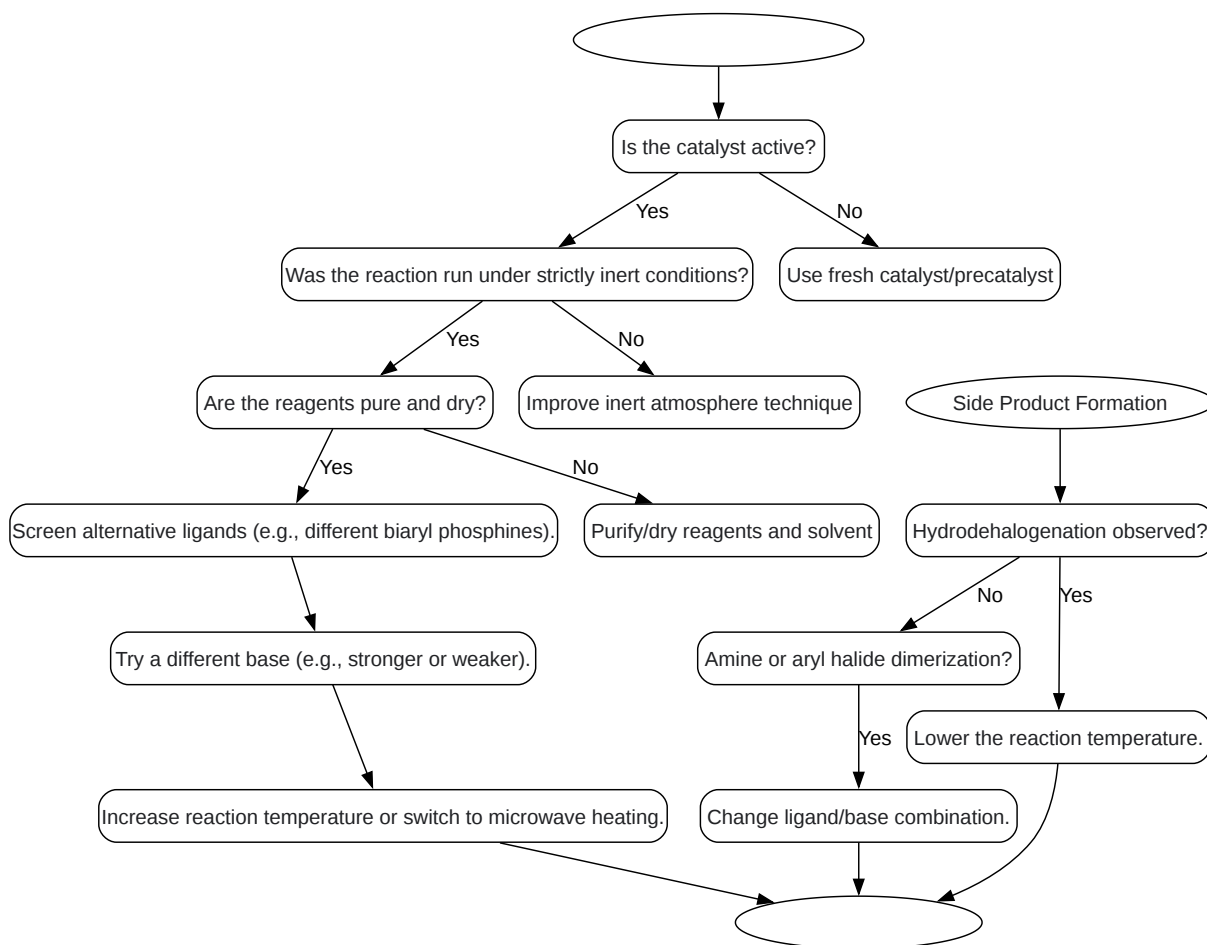 Is the catalyst active?
Yes
No
Was the reaction run under strictly inert conditions?
Use fresh catalyst/precatalyst
Yes
No
Are the reagents pure and dry?
Improve inert atmosphere technique
Side Product Formation
Yes
No
Screen alternative ligands (e.g., different biaryl phosphines).
Purify/dry reagents and solvent
Hydrodehalogenation observed?
No
Yes
Try a different base (e.g., stronger or weaker).
Amine or aryl halide dimerization?
Yes
Lower the reaction temperature.
Increase reaction temperature or switch to microwave heating.
Change ligand/base combination.